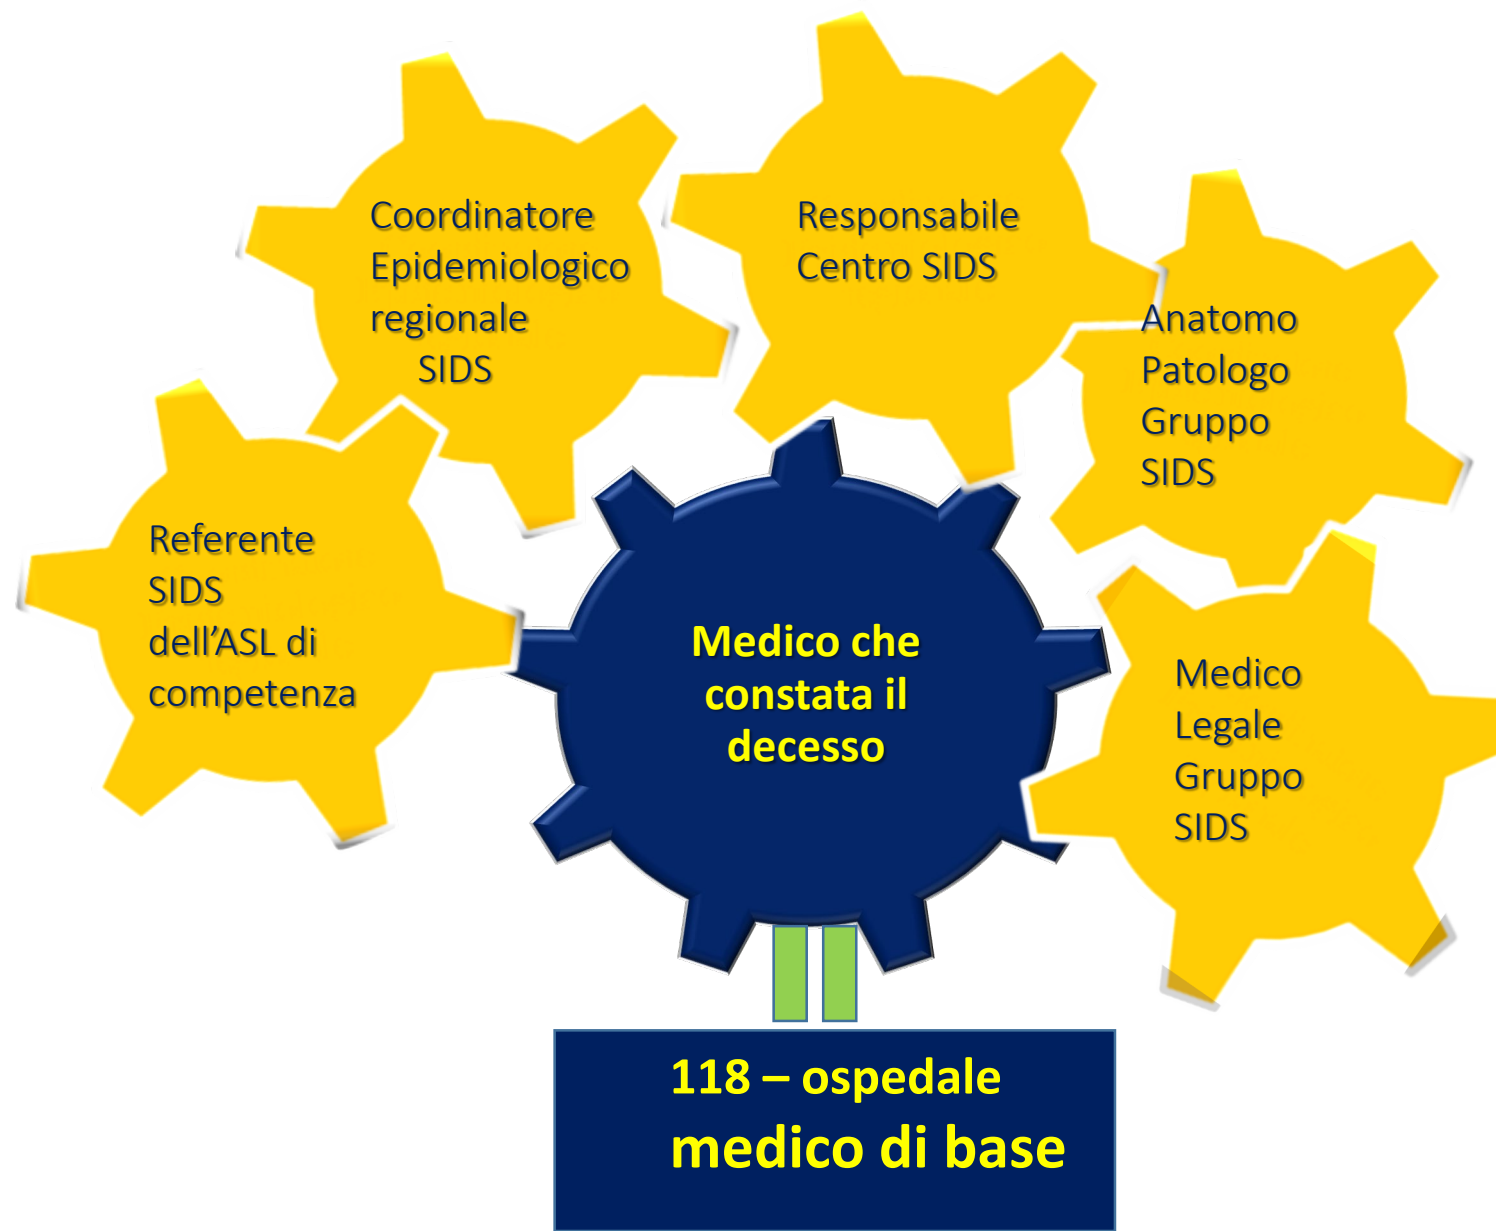 Coordinatore
Epidemiologico
regionale
SIDS
Responsabile
Centro SIDS
Anatomo
Patologo
Gruppo
SIDS
Referente
SIDS
dell’ASL di
competenza
Medico che
constata il
decesso
Medico
Legale
Gruppo
SIDS
118 – ospedale
medico di base